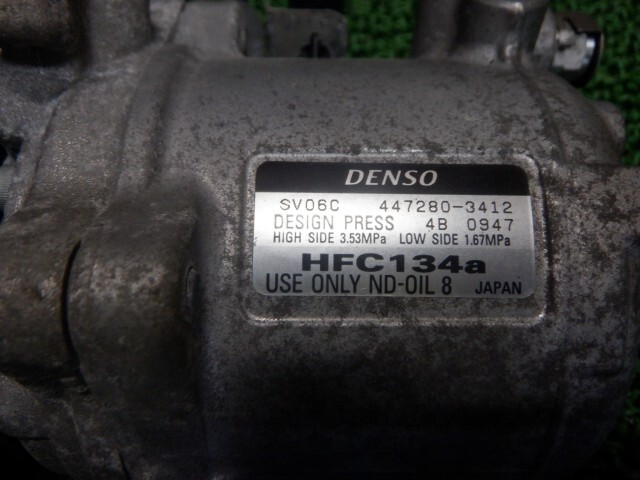 DENSO
SV06C 447280-3412
DESIGN PRESS 4B 0947
HIGH SIDE 3.53MPa LOW SIDE 1.67MPa
HFC134a
USE ONLY ND-OIL 8 JAPAN